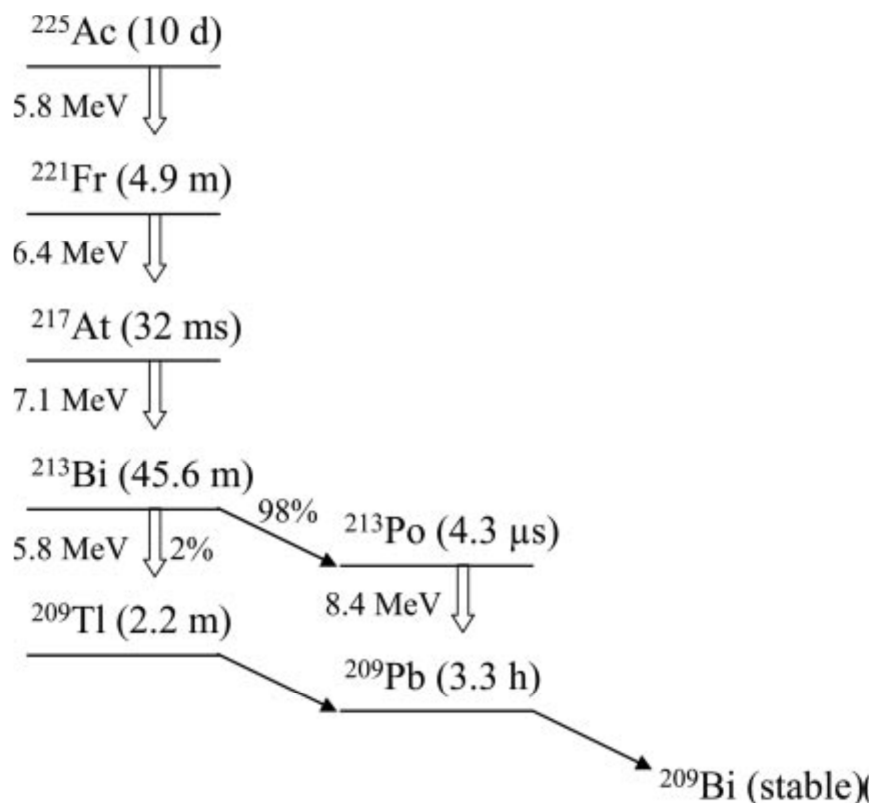 ²²⁵Ac (10 d)
5.8 MeV
²²¹Fr (4.9 m)
6.4 MeV
²¹⁷At (32 ms)
7.1 MeV
²¹³Bi (45.6 m)
98%
²¹³Po (4.3 µs)
5.8 MeV 2%
8.4 MeV
²⁰⁹Tl (2.2 m)
²⁰⁹Pb (3.3 h)
²⁰⁹Bi (stable)(